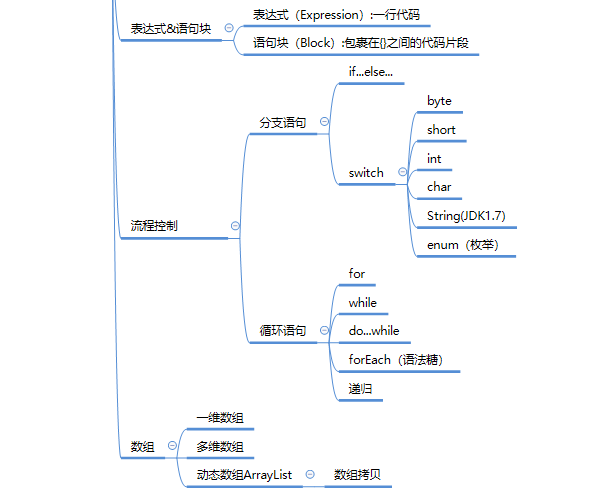 表达式&语句块
表达式（Expression）:一行代码
语句块（Block）:包裹在{}之间的代码片段
流程控制
分支语句
if...else...
switch
byte
short
int
char
String(JDK1.7)
enum（枚举）
循环语句
for
while
do...while
forEach（语法糖）
递归
数组
一维数组
多维数组
动态数组ArrayList
数组拷贝